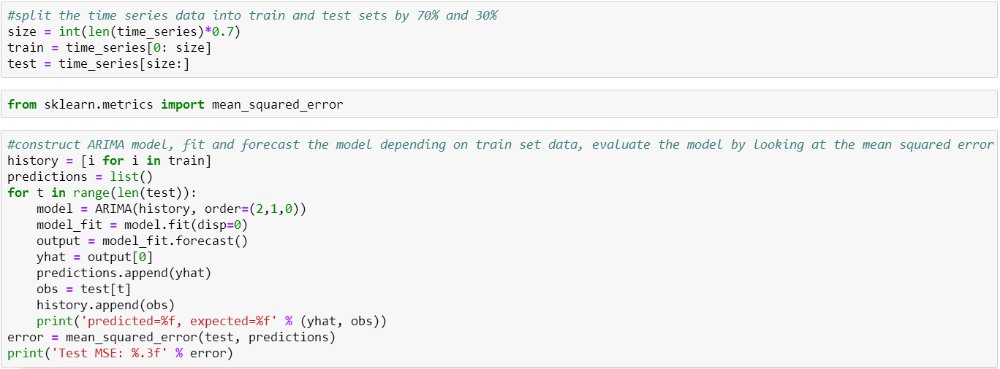 #split the time series data into train and test sets by 70% and 30%
size = int(len(time_series)*0.7)
train = time_series[0: size]
test = time_series[size:]
from sklearn.metrics import mean_squared_error
#construct ARIMA model, fit and forecast the model depending on train set data, evaluate the model by looking at the mean squared error
history = [i for i in train]
predictions = list()
for t in range(len(test)):
    model = ARIMA(history, order=(2,1,0))
    model_fit = model.fit(disp=0)
    output = model_fit.forecast()
    yhat = output[0]
    predictions.append(yhat)
    obs = test[t]
    history.append(obs)
    print('predicted=%f, expected=%f' % (yhat, obs))
error = mean_squared_error(test, predictions)
print('Test MSE: %.3f' % error)